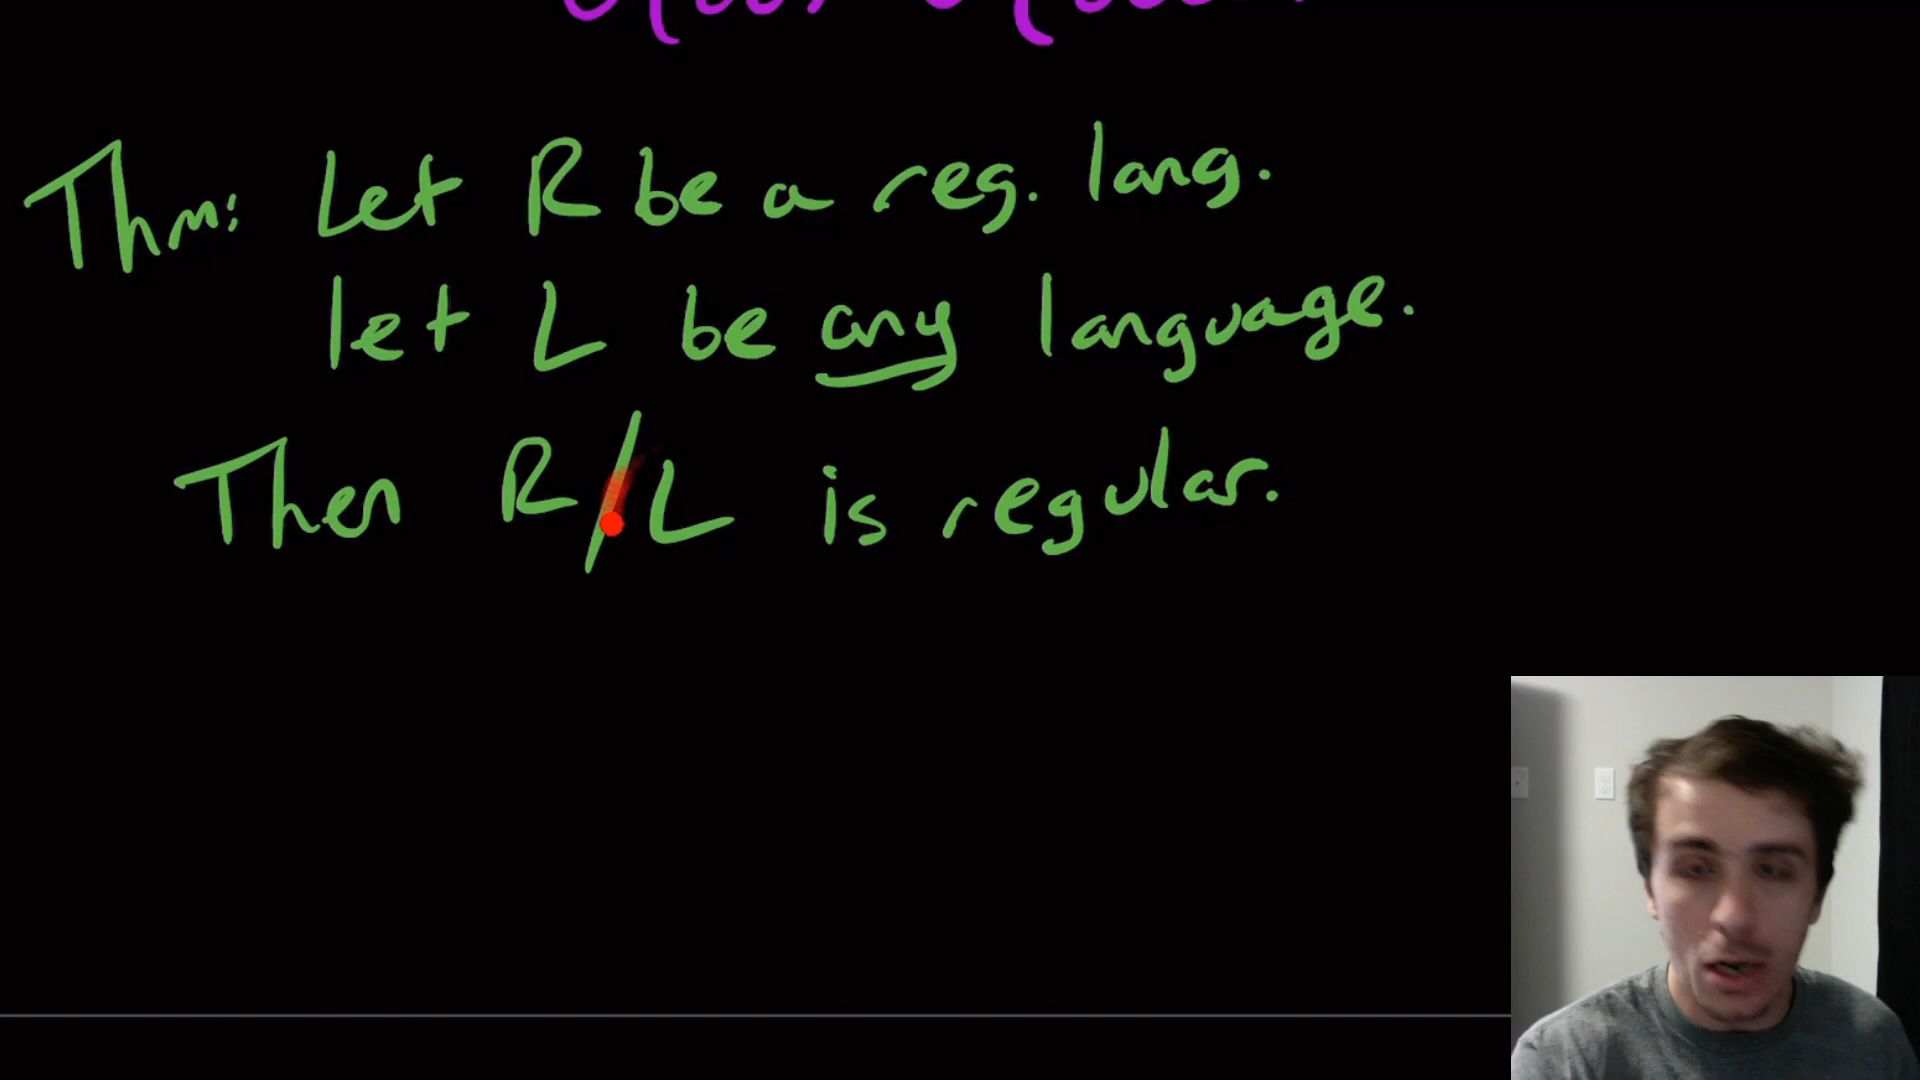 Thm: Let R be a reg. lang.
let L be any language.
Then R/L is regular.